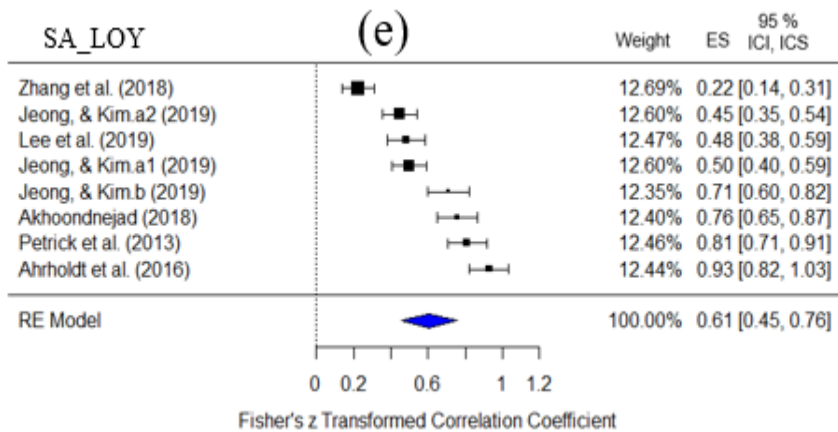 SA_LOY (e) Weight ES 95 % ICI, ICS
Zhang et al. (2018) 12.69% 0.22 [0.14, 0.31]
Jeong, & Kim.a2 (2019) 12.60% 0.45 [0.35, 0.54]
Lee et al. (2019) 12.47% 0.48 [0.38, 0.59]
Jeong, & Kim.a1 (2019) 12.60% 0.50 [0.40, 0.59]
Jeong, & Kim.b (2019) 12.35% 0.71 [0.60, 0.82]
Akhoondnejad (2018) 12.40% 0.76 [0.65, 0.87]
Petrick et al. (2013) 12.46% 0.81 [0.71, 0.91]
Ahrholdt et al. (2016) 12.44% 0.93 [0.82, 1.03]
RE Model 100.00% 0.61 [0.45, 0.76]
0 0.2 0.6 1 1.2
Fisher's z Transformed Correlation Coefficient